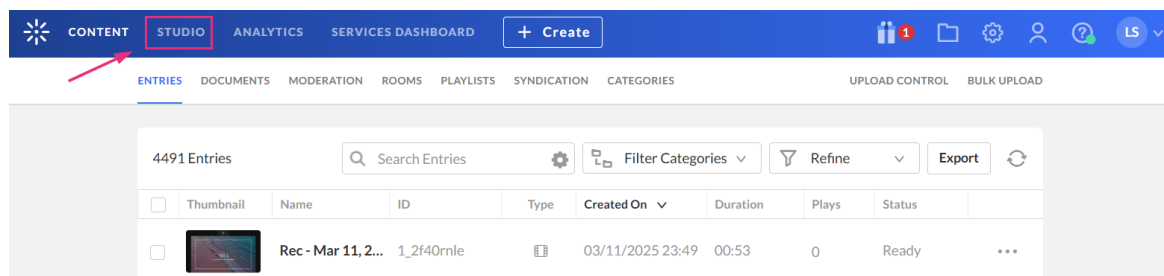 CONTENT STUDIO ANALYTICS SERVICES DASHBOARD + Create 1 LS
ENTRIES DOCUMENTS MODERATION ROOMS PLAYLISTS SYNDICATION CATEGORIES UPLOAD CONTROL BULK UPLOAD
4491 Entries Search Entries Filter Categories Refine Export
Thumbnail Name ID Type Created On Duration Plays Status
Rec - Mar 11, 2... 1_2f40rnle 03/11/2025 23:49 00:53 0 Ready